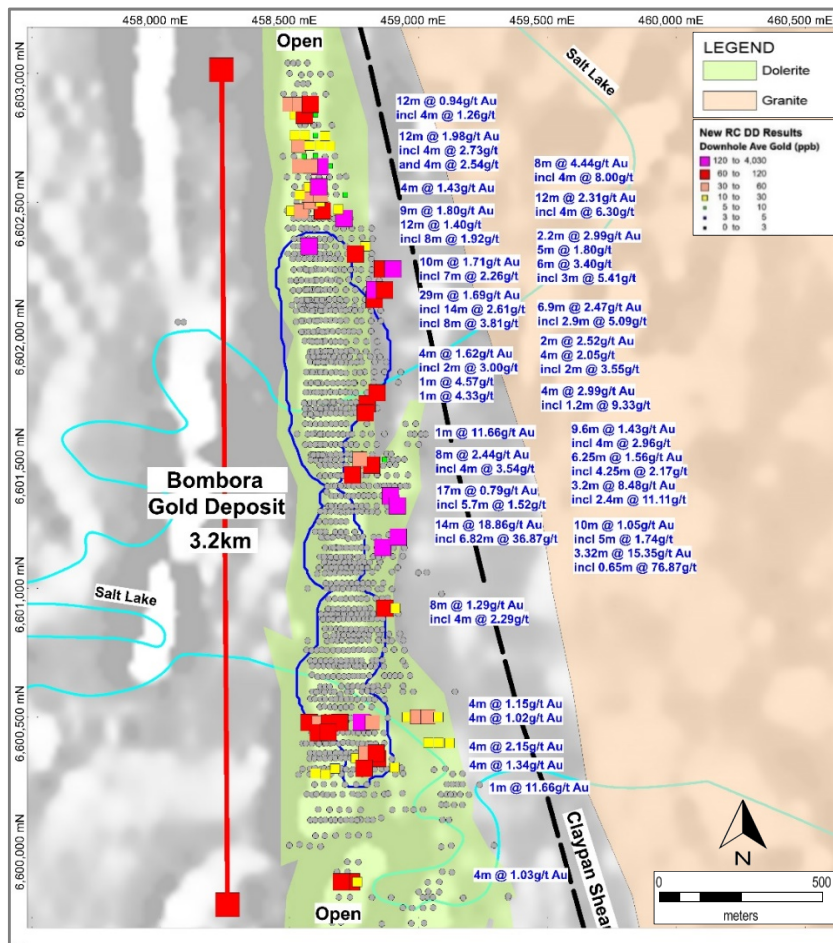 458,000 mE 458,500 mE 459,000 mE 459,500 mE 460,000 mE 460,500 mE
Open
Salt Lake
LEGEND
Dolerite
Granite
New RC DD Results
Downhole Ave Gold (ppb)
120 to 4,030
60 to 120
30 to 60
10 to 30
5 to 10
3 to 5
0 to 3
6,603,000 mN
6,602,500 mN
6,602,000 mN
6,601,500 mN
6,601,000 mN
6,600,500 mN
6,600,000 mN
12m @ 0.94g/t Au
incl 4m @ 1.26g/t
12m @ 1.98g/t Au
incl 4m @ 2.73g/t
and 4m @ 2.54g/t
4m @ 1.43g/t Au
9m @ 1.80g/t Au
12m @ 1.40g/t
incl 8m @ 1.92g/t
10m @ 1.71g/t Au
incl 7m @ 2.26g/t
29m @ 1.69g/t Au
incl 14m @ 2.61g/t
incl 8m @ 3.81g/t
4m @ 1.62g/t Au
incl 2m @ 3.00g/t
1m @ 4.57g/t
1m @ 4.33g/t
1m @ 11.66g/t Au
8m @ 2.44g/t Au
incl 4m @ 3.54g/t
17m @ 0.79g/t Au
incl 5.7m @ 1.52g/t
14m @ 18.86g/t Au
incl 6.82m @ 36.87g/t
8m @ 1.29g/t Au
incl 4m @ 2.29g/t
4m @ 1.15g/t Au
4m @ 1.02g/t Au
4m @ 2.15g/t Au
4m @ 1.34g/t Au
1m @ 11.66g/t Au
4m @ 1.03g/t Au
8m @ 4.44g/t Au
incl 4m @ 8.00g/t
12m @ 2.31g/t Au
incl 4m @ 6.30g/t
2.2m @ 2.99g/t Au
5m @ 1.80g/t
6m @ 3.40g/t
incl 3m @ 5.41g/t
6.9m @ 2.47g/t Au
incl 2.9m @ 5.09g/t
2m @ 2.52g/t Au
4m @ 2.05g/t
incl 2m @ 3.55g/t
4m @ 2.99g/t Au
incl 1.2m @ 9.33g/t
9.6m @ 1.43g/t Au
incl 4m @ 2.96g/t
6.25m @ 1.56g/t Au
incl 4.25m @ 2.17g/t
3.2m @ 8.48g/t Au
incl 2.4m @ 11.11g/t
10m @ 1.05g/t Au
incl 5m @ 1.74g/t
3.32m @ 15.35g/t Au
incl 0.65m @ 76.87g/t
Bombora
Gold Deposit
3.2km
Salt Lake
Claypan Shear
Open
N
0 500
meters